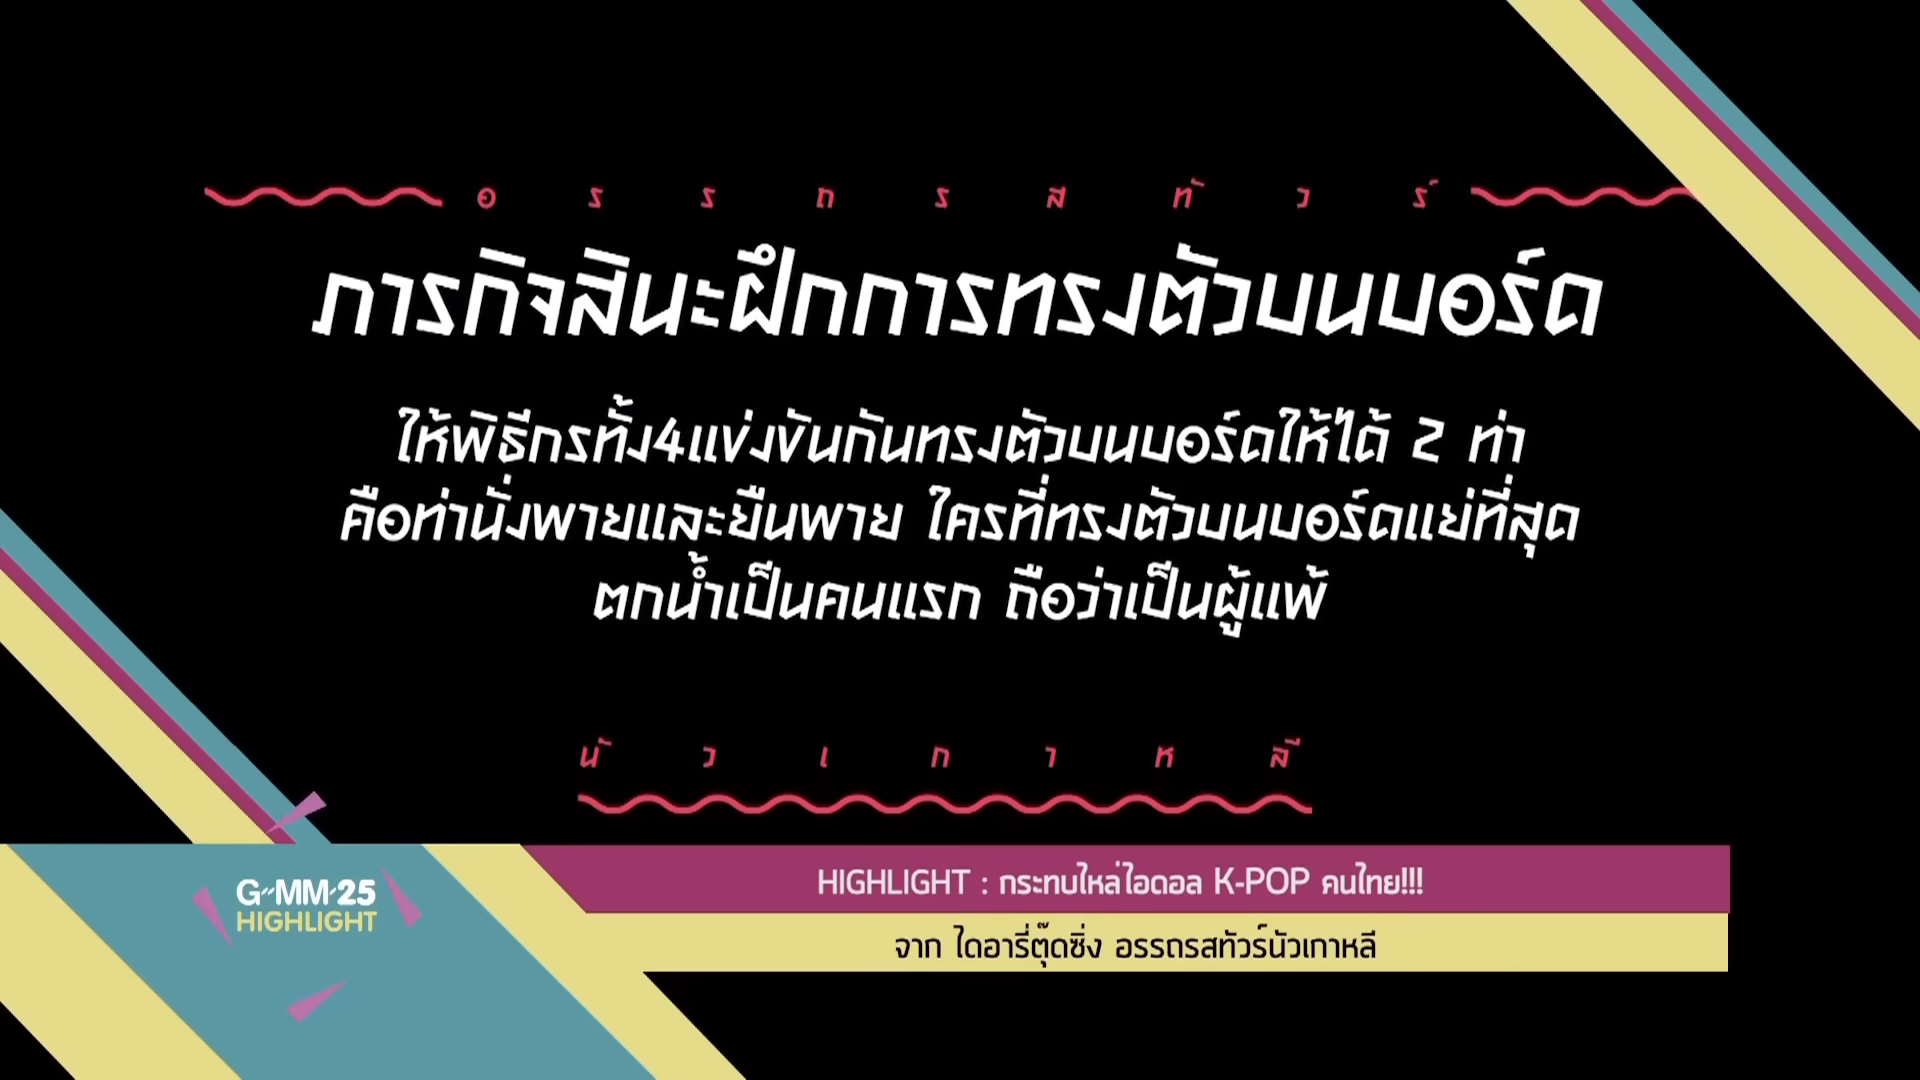 อรรถรสทัวร์
ภารกิจสินะฝึกการทรงตัวบนบอร์ด
ให้พิธีกรทั้ง4แข่งขันกันทรงตัวบนบอร์ดให้ได้ 2 ท่า
คือท่านั่งพายและยืนพาย ใครที่ทรงตัวบนบอร์ดแย่ที่สุด
ตกน้ำเป็นคนแรก ถือว่าเป็นผู้แพ้
นัวเกาหลี
HIGHLIGHT : กระทบไหล่ไอดอล K-POP คนไทย!!!
จาก ไดอารี่ตุ๊ดซิ่ง อรรถรสทัวร์นัวเกาหลี
G-MM-25
HIGHLIGHT